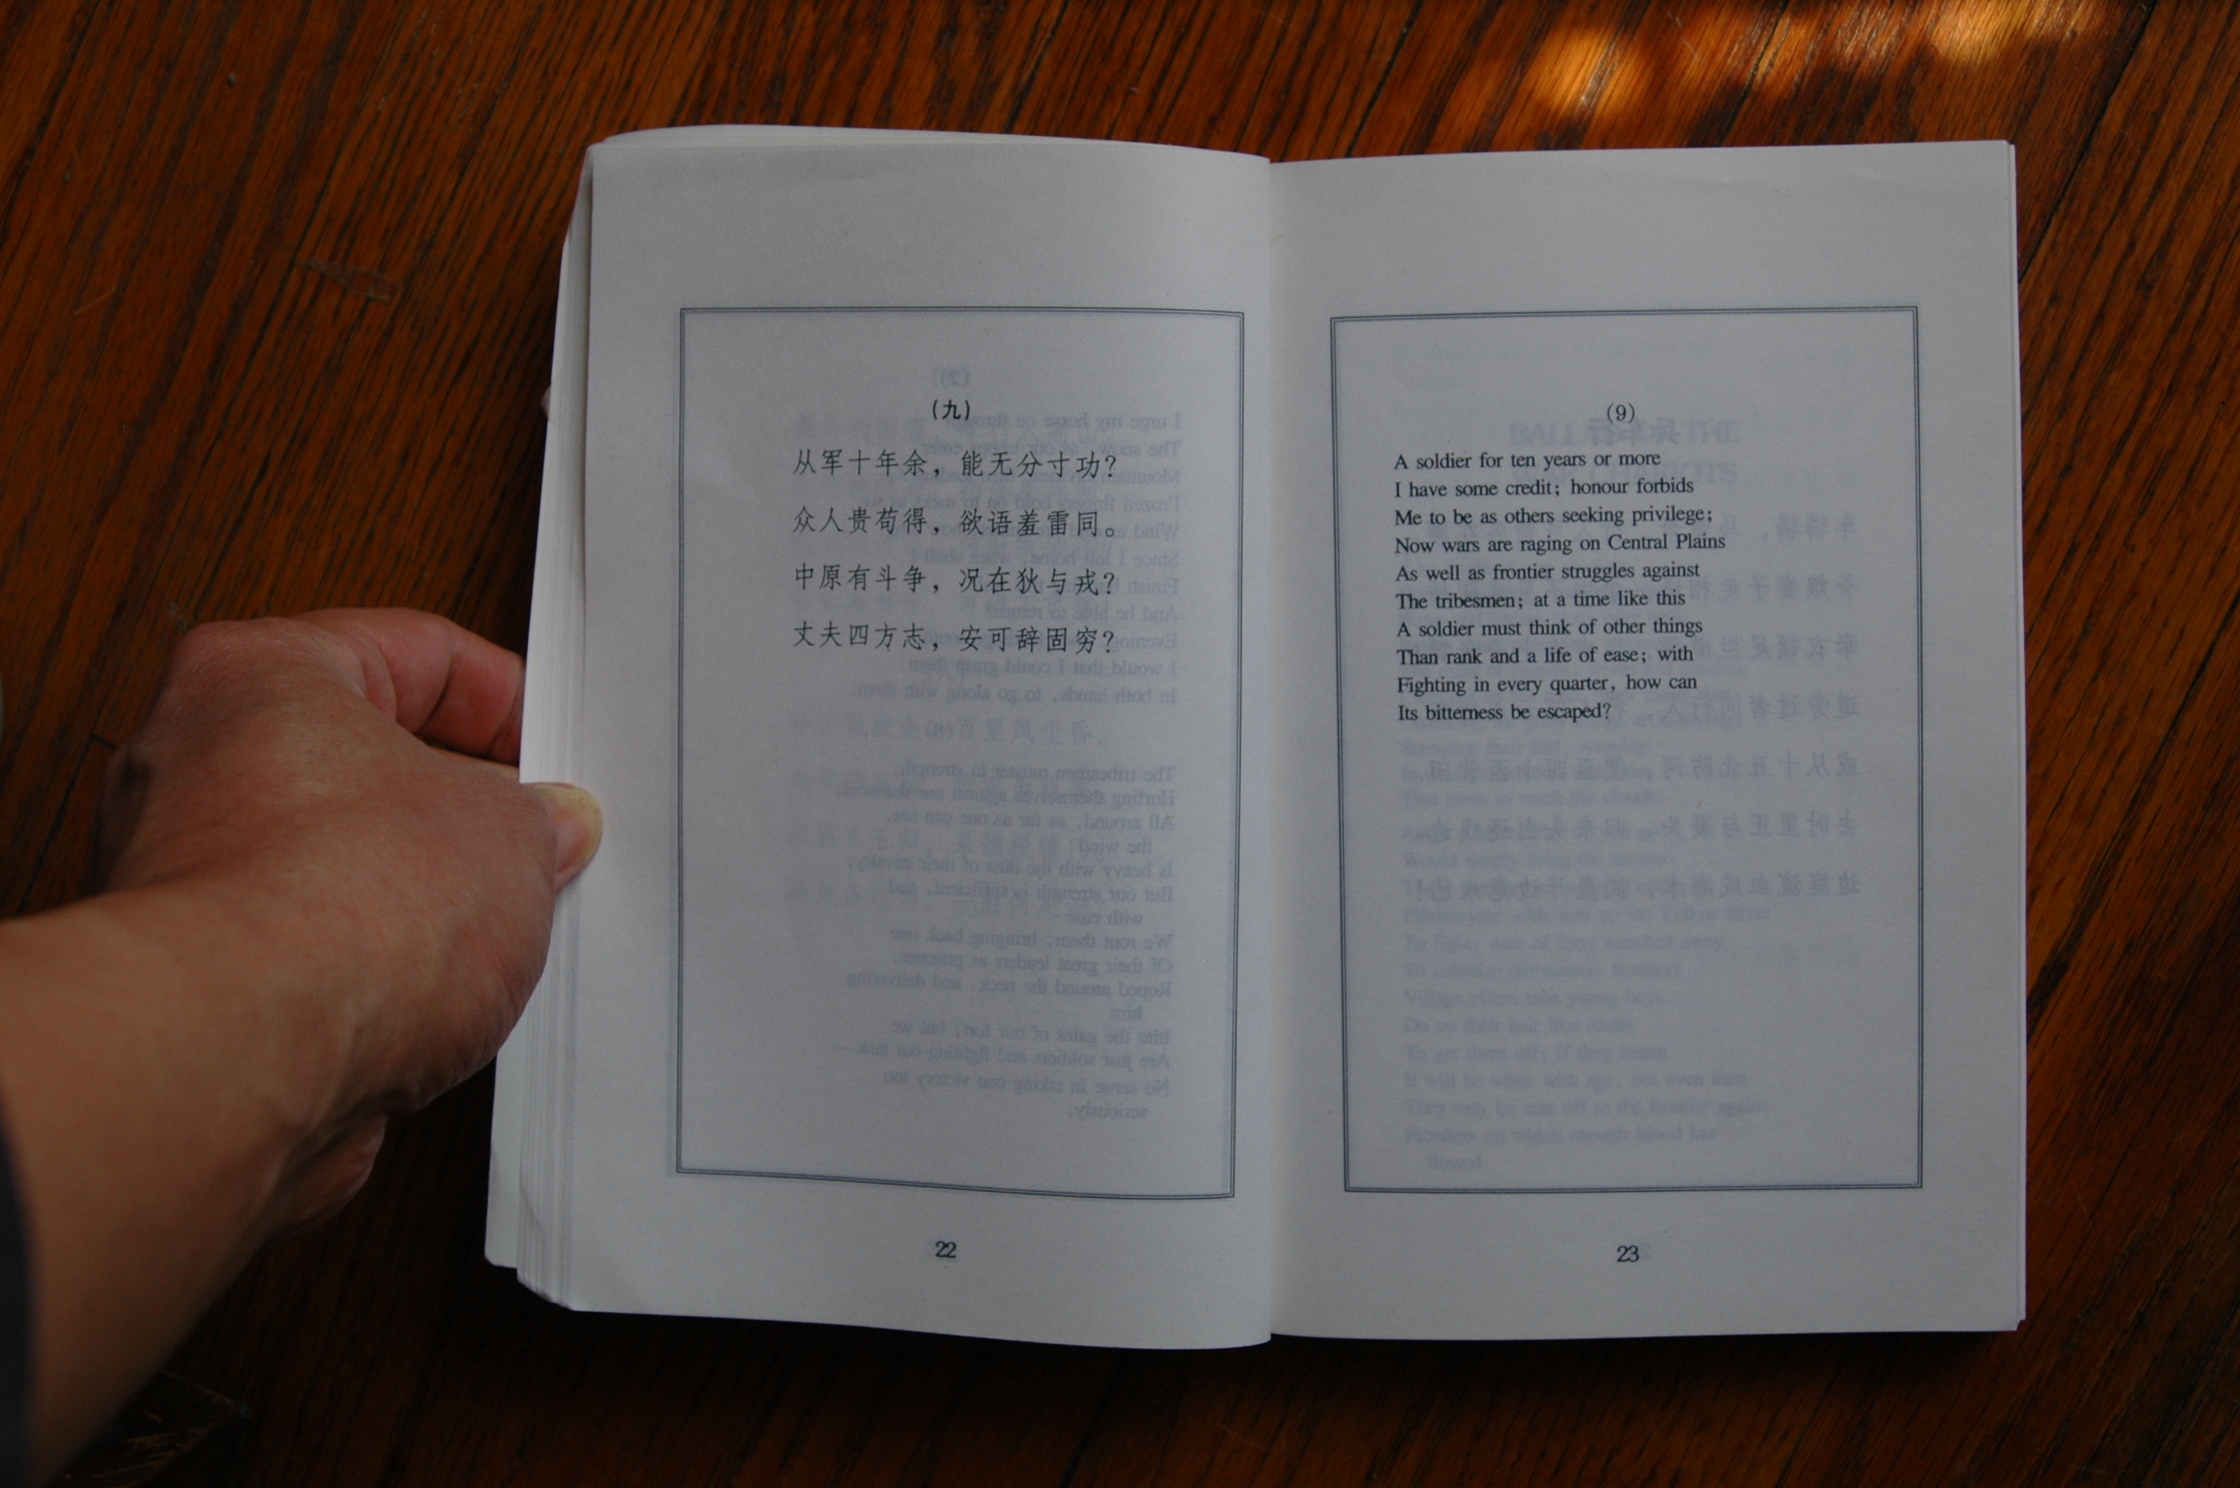 (九)
从军十年余，能无分寸功？
众人贵苟得，欲语羞雷同。
中原有斗争，况在狄与戎？
丈夫四方志，安可辞固穷？
22
(9)
A soldier for ten years or more
I have some credit; honour forbids
Me to be as others seeking privilege;
Now wars are raging on Central Plains
As well as frontier struggles against
The tribesmen; at a time like this
A soldier must think of other things
Than rank and a life of ease; with
Fighting in every quarter, how can
Its bitterness be escaped?
23